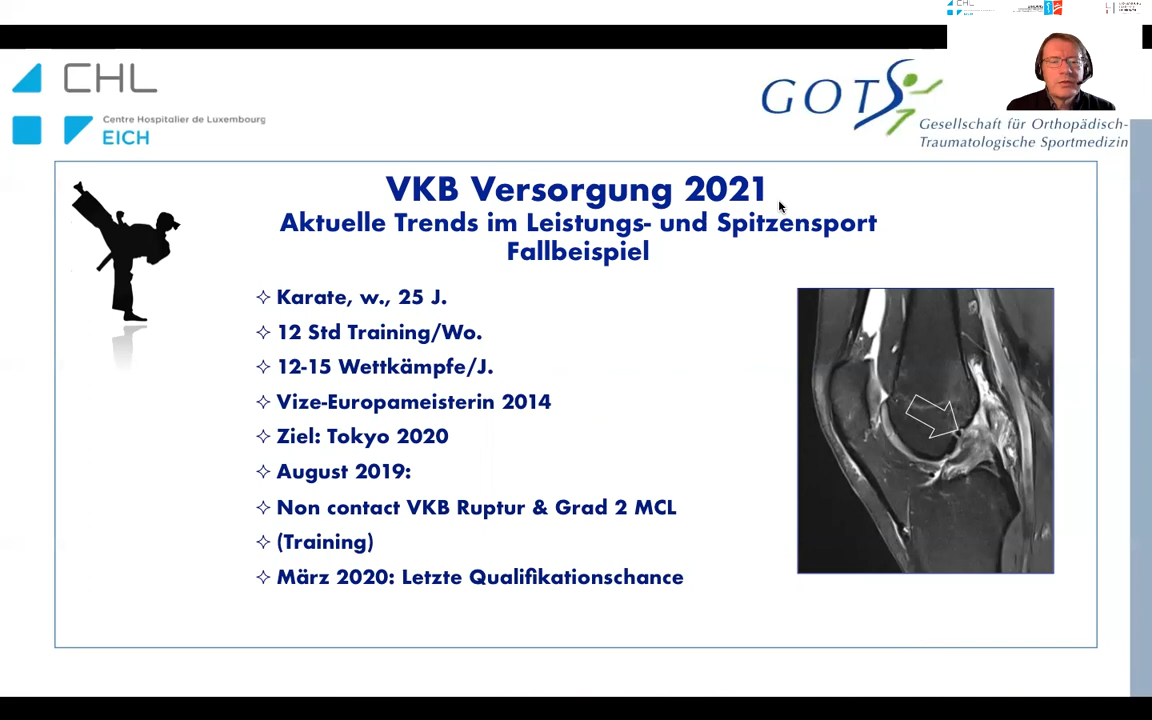 CHL
Centre Hospitalier de Luxembourg
EICH
GOTS
Gesellschaft für Orthopädisch-
Traumatologische Sportmedizin
VKB Versorgung 2021
Aktuelle Trends im Leistungs- und Spitzensport
Fallbeispiel
Karate, w., 25 J.
12 Std Training/Wo.
12-15 Wettkämpfe/J.
Vize-Europameisterin 2014
Ziel: Tokyo 2020
August 2019:
Non contact VKB Ruptur & Grad 2 MCL
(Training)
März 2020: Letzte Qualifikationschance